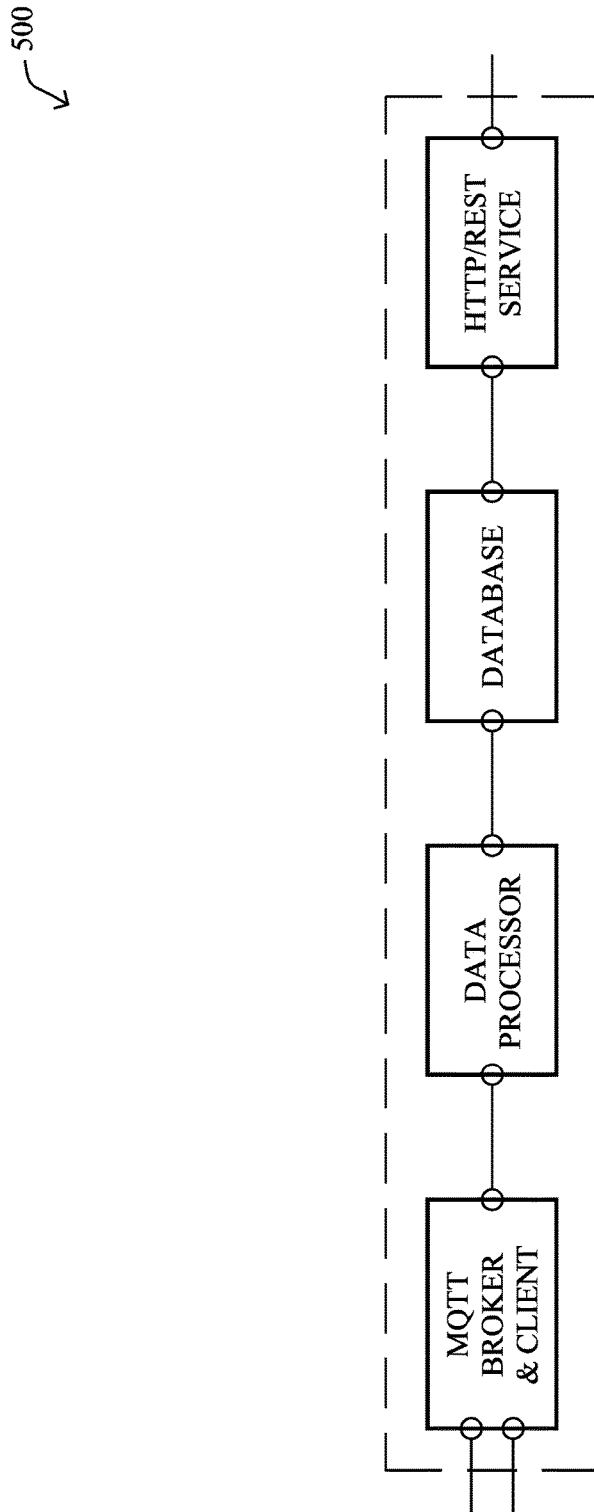 500
MQTT
BROKER
& CLIENT
DATA
PROCESSOR
DATABASE
HTTP/REST
SERVICE